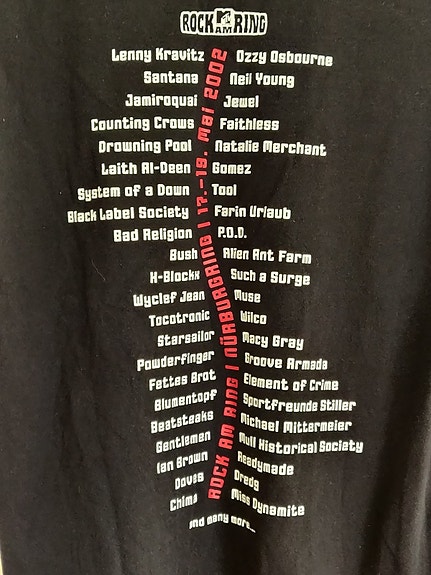 ROCK AM RING
Lenny Kravitz Ozzy Osbourne
Santana Neil Young
Jamiroquai Jewel
Counting Crows Faithless
Drowning Pool Natalie Merchant
Laith Al-Deen Gomez
System of a Down Tool
Black Label Society Farin Urlaub
Bad Religion P.O.D.
Bush Alien Ant Farm
X-Blockx Such a Surge
Wyclef Jean Muse
Tocotronic Wilco
Starsailor Macy Gray
Powderfinger Groove Armada
Fettes Brot Element of Crime
Blumentopf Sportfreunde Stiller
Beatsteaks Michael Mittermeier
Gentlemen Mull Historical Society
Ian Brown Readymade
Doves Dredg
Chima Miss Dynamite
and many more...
ROCK AM RING | NÜRBURGRING | 17.-19. Mai 2002